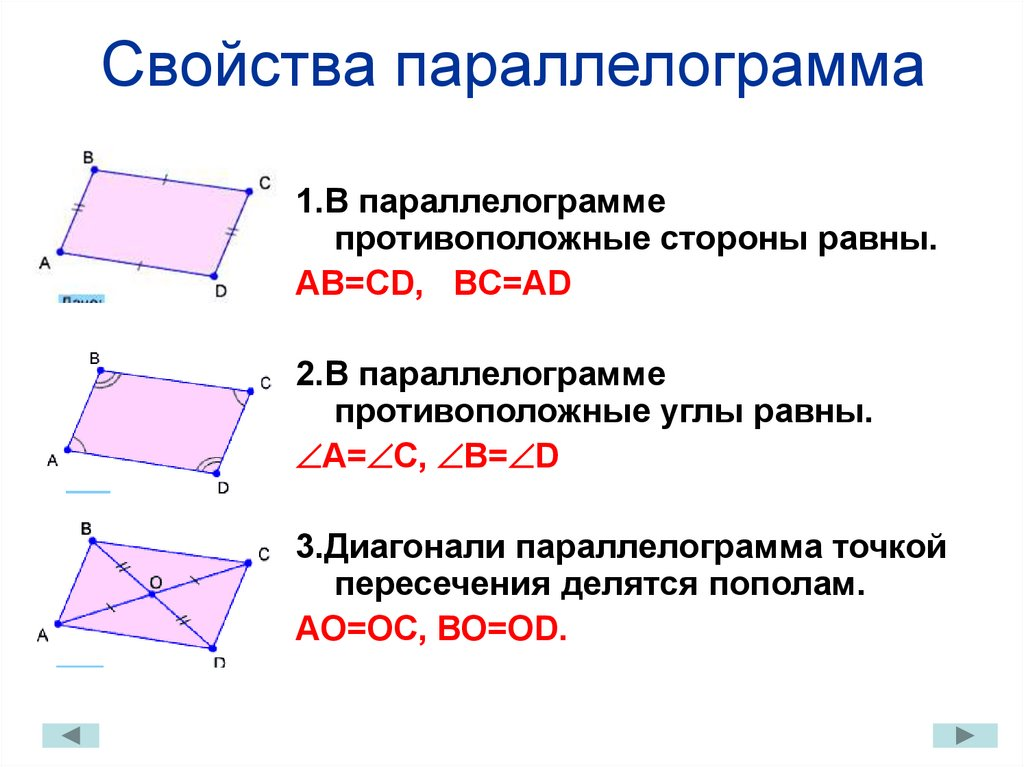 Свойства параллелограмма
B
C
A
D
1.В параллелограмме
противоположные стороны равны.
AB=CD, BC=AD
B
C
A
D
2.В параллелограмме
противоположные углы равны.
∠A=∠C, ∠B=∠D
B
C
O
A
D
3.Диагонали параллелограмма точкой
пересечения делятся пополам.
AO=OC, BO=OD.